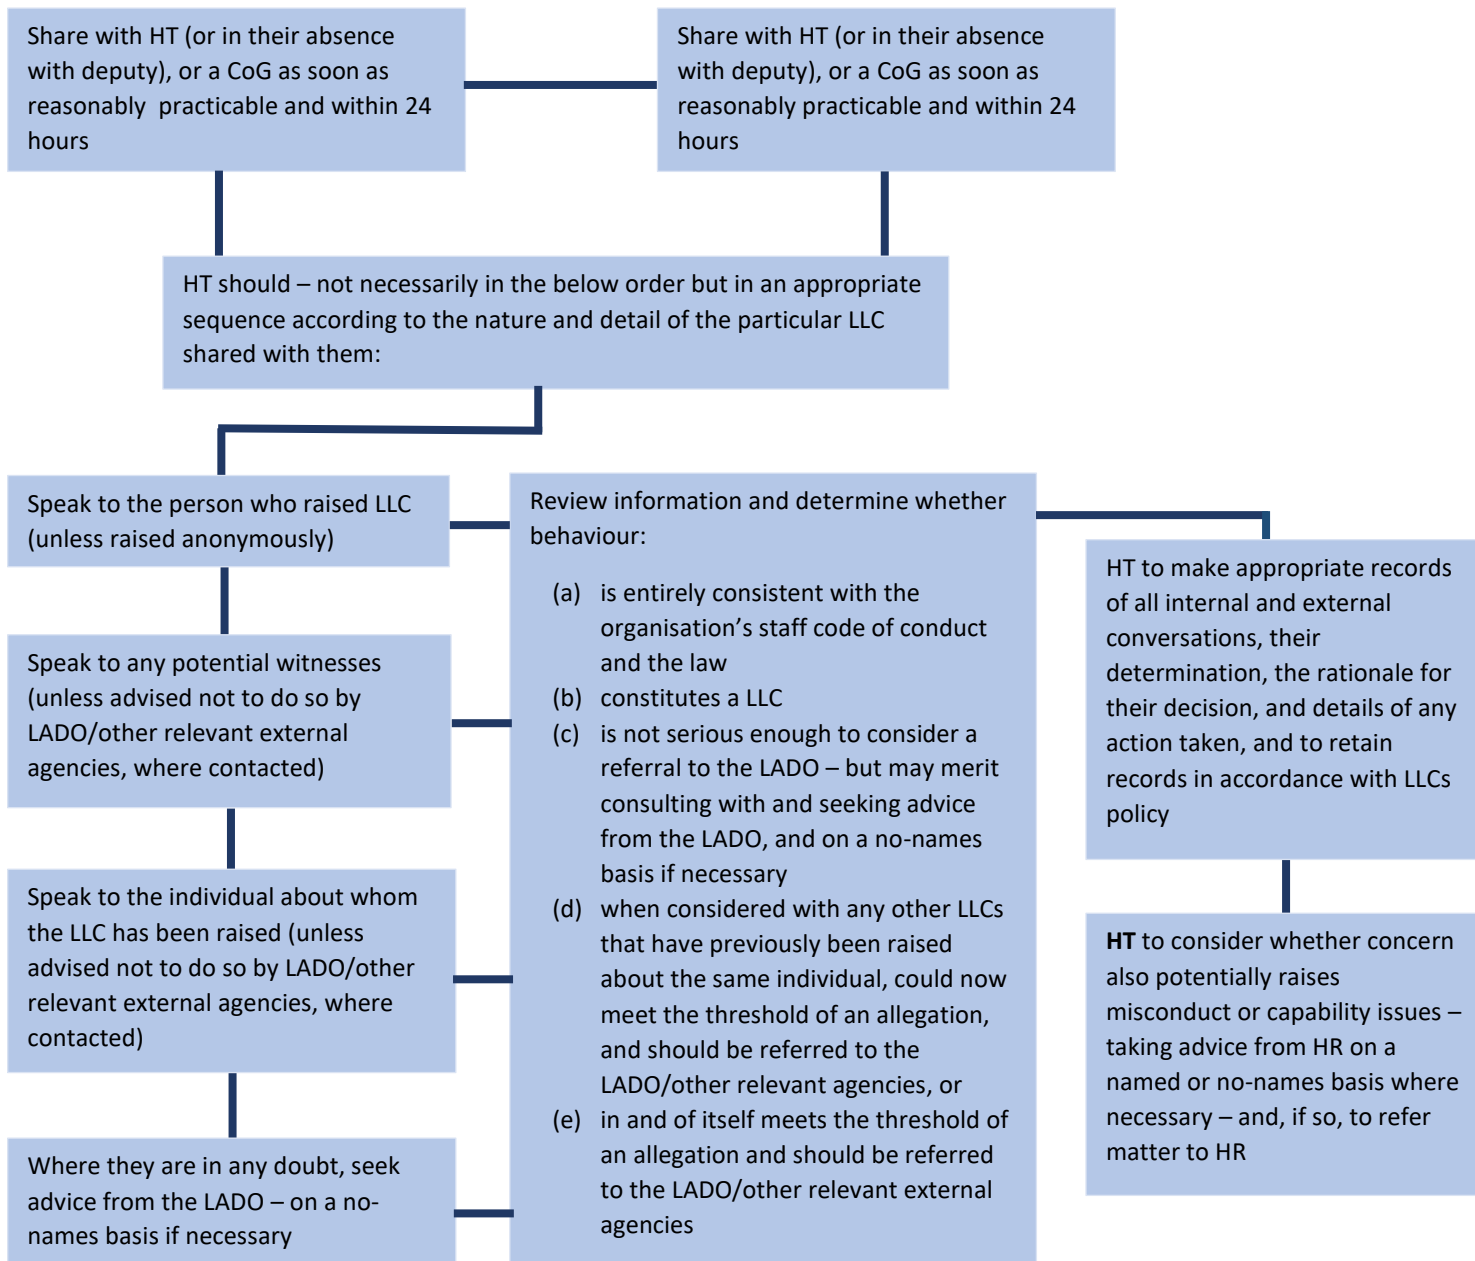 Share with HT (or in their absence
with deputy), or a CoG as soon as
reasonably  practicable and within 24
hours
Share with HT (or in their absence
with deputy), or a CoG as soon as
reasonably practicable and within 24
hours
HT should – not necessarily in the below order but in an appropriate
sequence according to the nature and detail of the particular LLC
shared with them:
Speak to the person who raised LLC
(unless raised anonymously)
Speak to any potential witnesses
(unless advised not to do so by
LADO/other relevant external
agencies, where contacted)
Speak to the individual about whom
the LLC has been raised (unless
advised not to do so by LADO/other
relevant external agencies, where
contacted)
Where they are in any doubt, seek
advice from the LADO – on a no-
names basis if necessary
Review information and determine whether
behaviour:
(a) is entirely consistent with the
organisation’s staff code of conduct
and the law
(b) constitutes a LLC
(c) is not serious enough to consider a
referral to the LADO – but may merit
consulting with and seeking advice
from the LADO, and on a no-names
basis if necessary
(d) when considered with any other LLCs
that have previously been raised
about the same individual, could now
meet the threshold of an allegation,
and should be referred to the
LADO/other relevant agencies, or
(e) in and of itself meets the threshold of
an allegation and should be referred
to the LADO/other relevant external
agencies
HT to make appropriate records
of all internal and external
conversations, their
determination, the rationale for
their decision, and details of any
action taken, and to retain
records in accordance with LLCs
policy
HT to consider whether concern
also potentially raises
misconduct or capability issues –
taking advice from HR on a
named or no-names basis where
necessary – and, if so, to refer
matter to HR